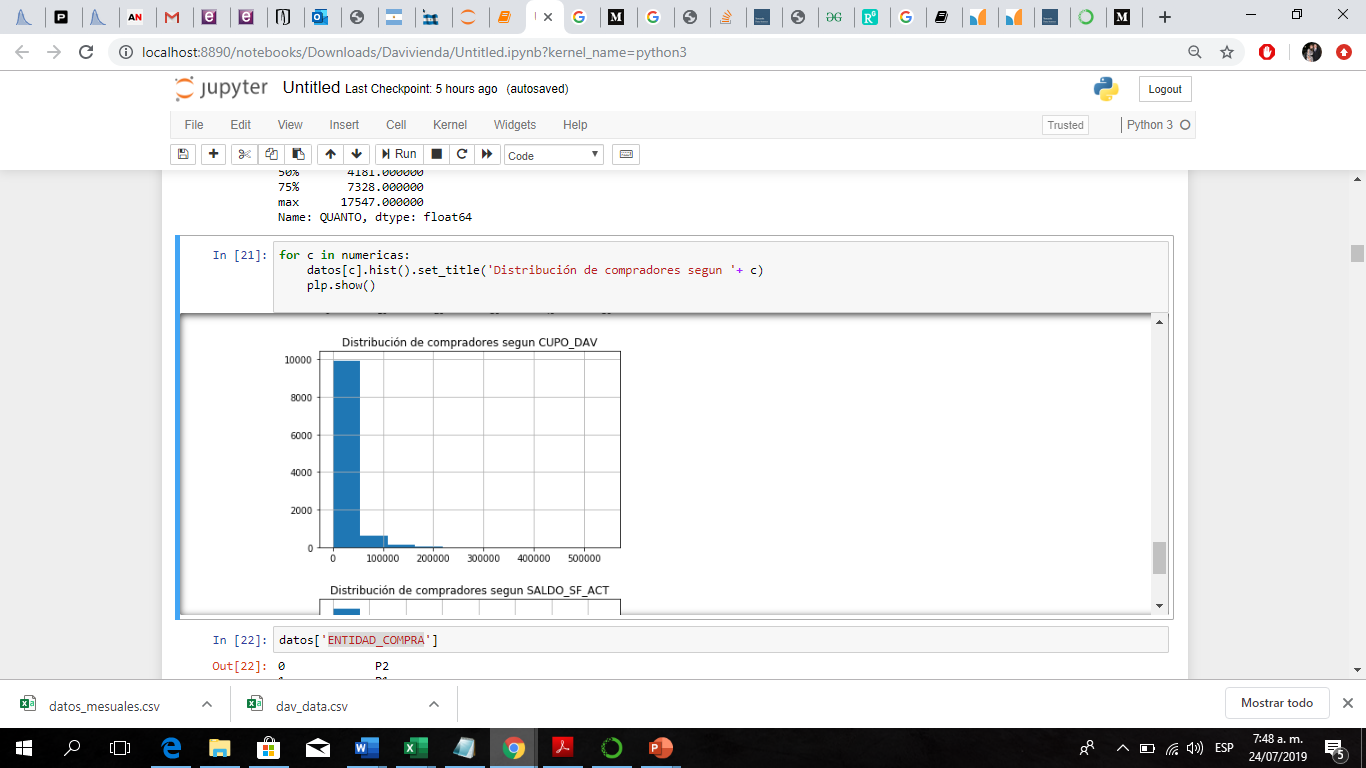 localhost:8890/notebooks/Downloads/Davivienda/Untitled.ipynb?kernel_name=python3
jupyter Untitled Last Checkpoint: 5 hours ago (autosaved) Logout
File Edit View Insert Cell Kernel Widgets Help Trusted Python 3
Run Code
50% 4181.000000
75% 7328.000000
max 17547.000000
Name: QUANTO, dtype: float64
In [21]: for c in numericas:
datos[c].hist().set_title('Distribución de compradores segun '+ c)
plp.show()
Distribución de compradores segun CUPO_DAV
10000
8000
6000
4000
2000
0
0 100000 200000 300000 400000 500000
Distribución de compradores segun SALDO_SF_ACT
In [22]: datos['ENTIDAD_COMPRA']
Out[22]: 0 P2
datos_mesuales.csv dav_data.csv Mostrar todo
ESP 7:48 a. m.
24/07/2019 5